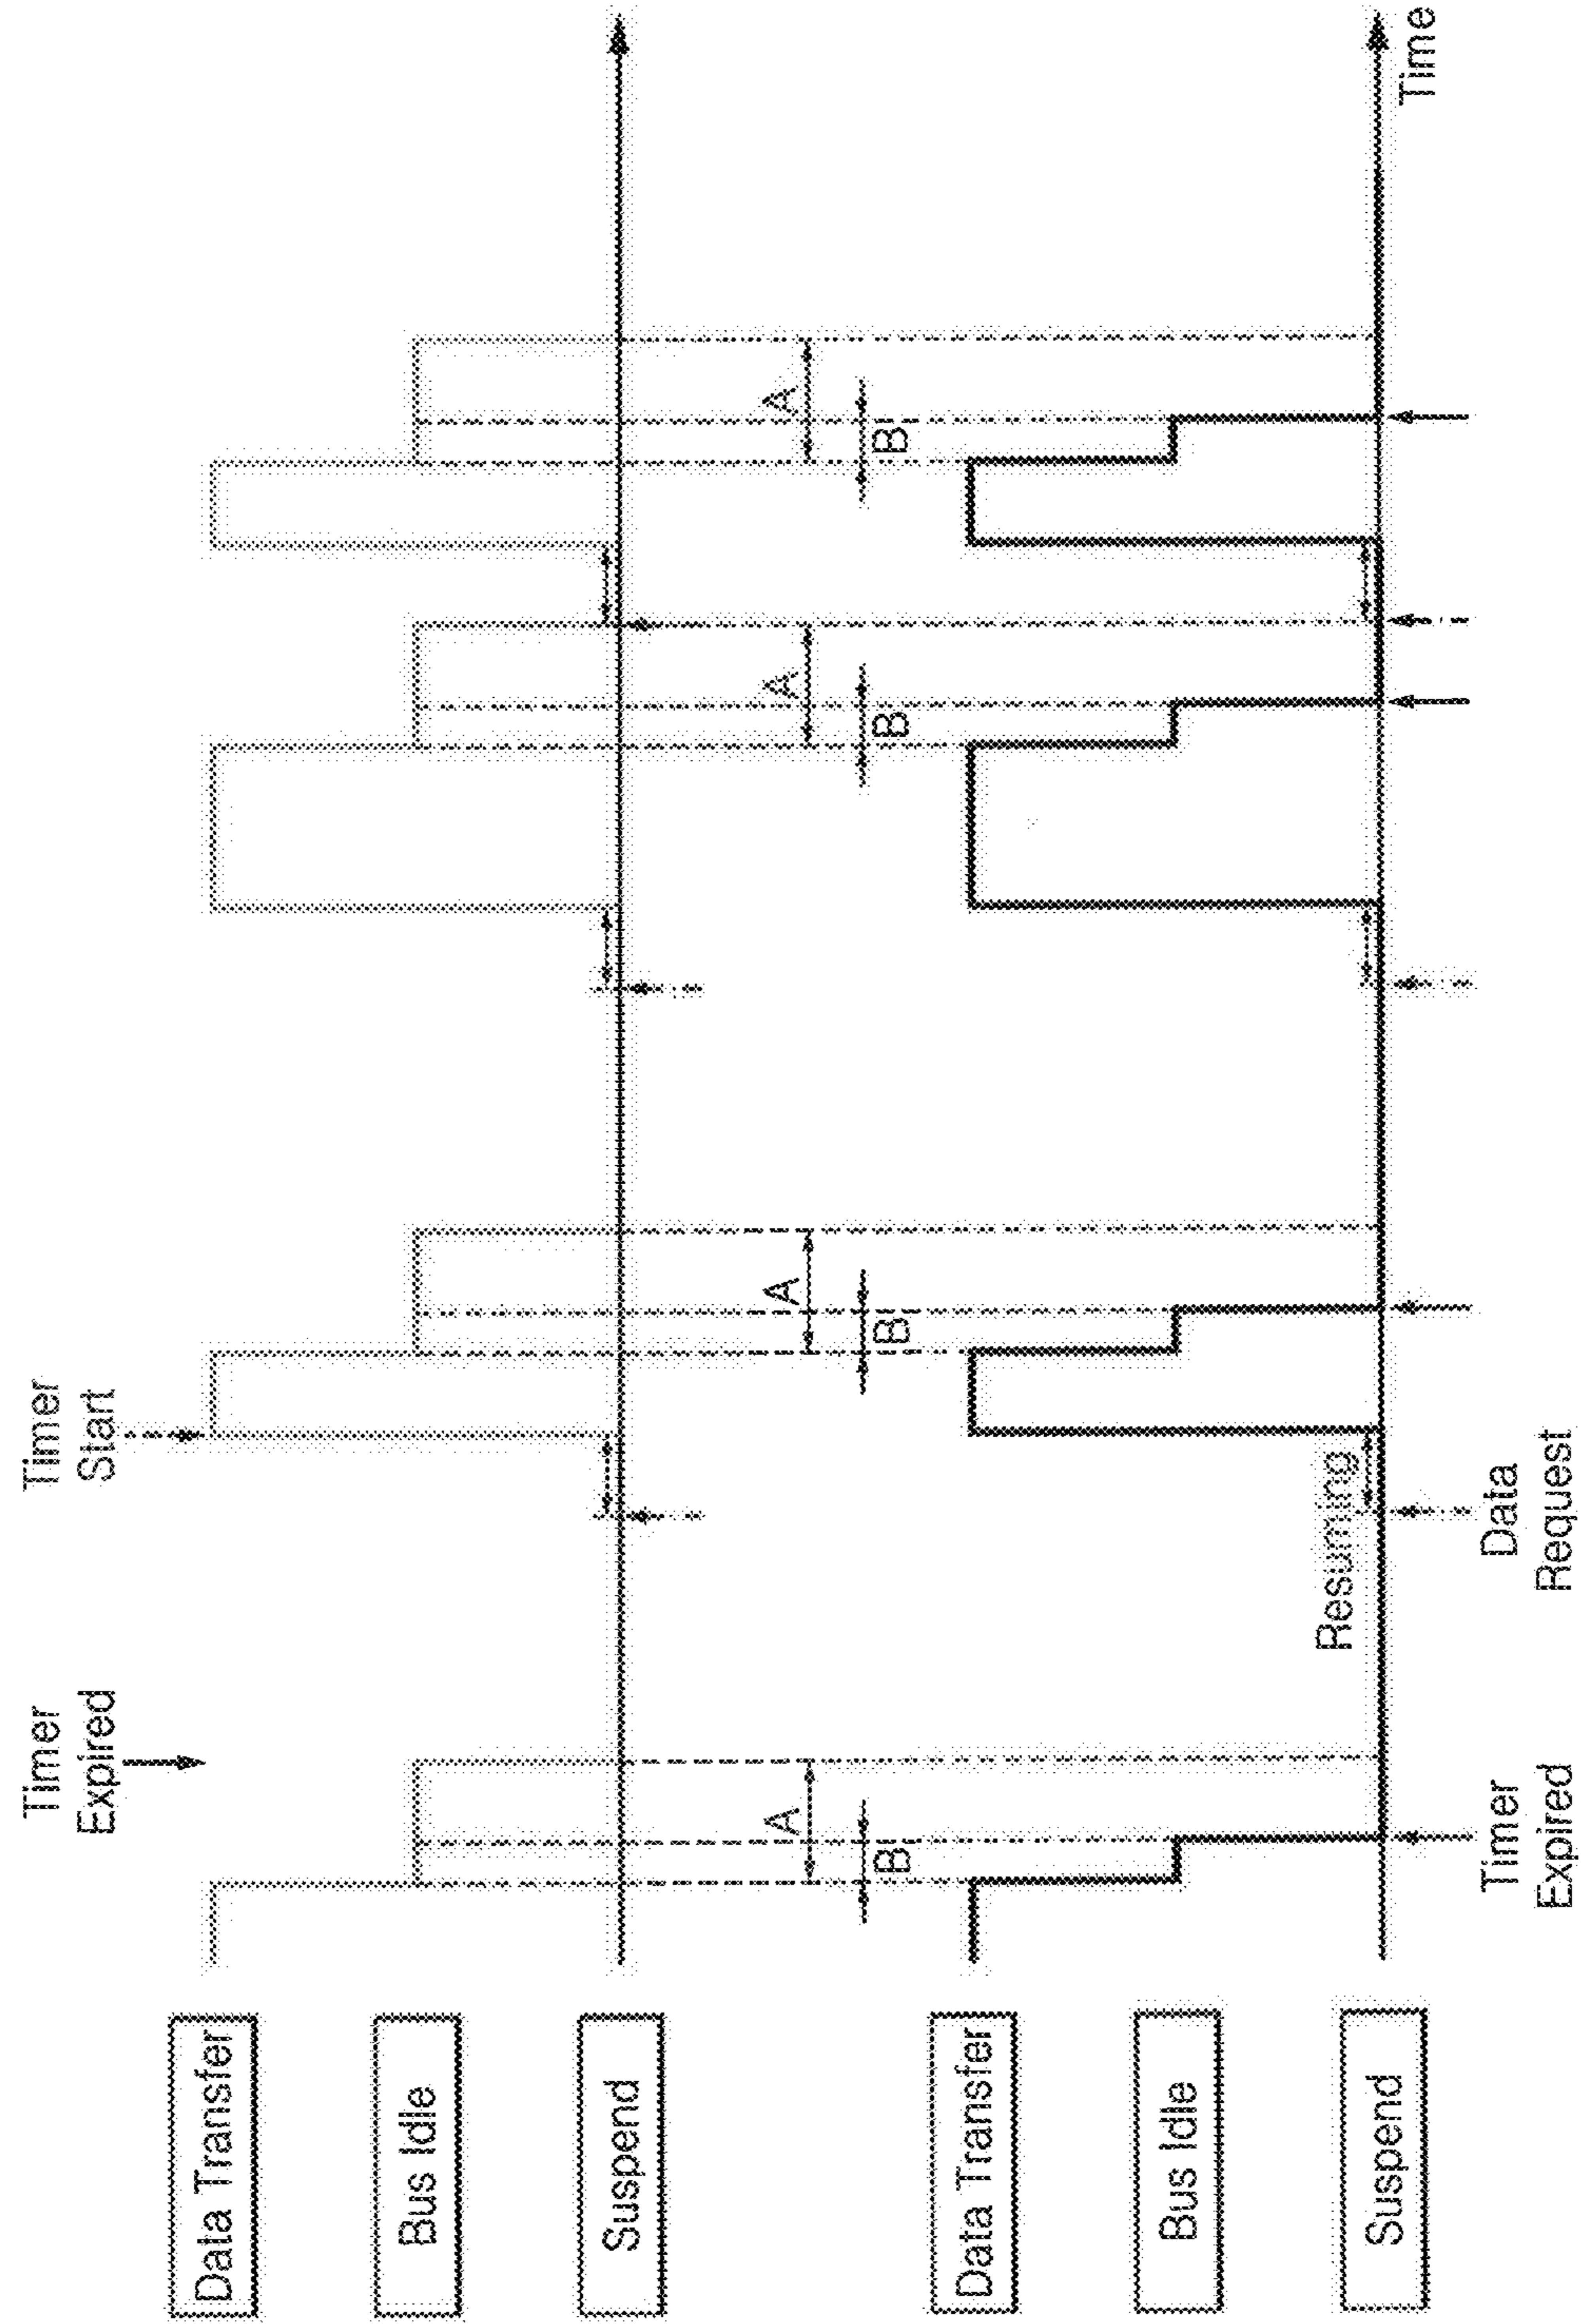 Timer
Expired
Timer
Start
Data Transfer
Bus Idle
Suspend
A
A
A
A
B
B
B
B
Data Transfer
Bus Idle
Suspend
Resuming
Time
Timer
Expired
Data
Request